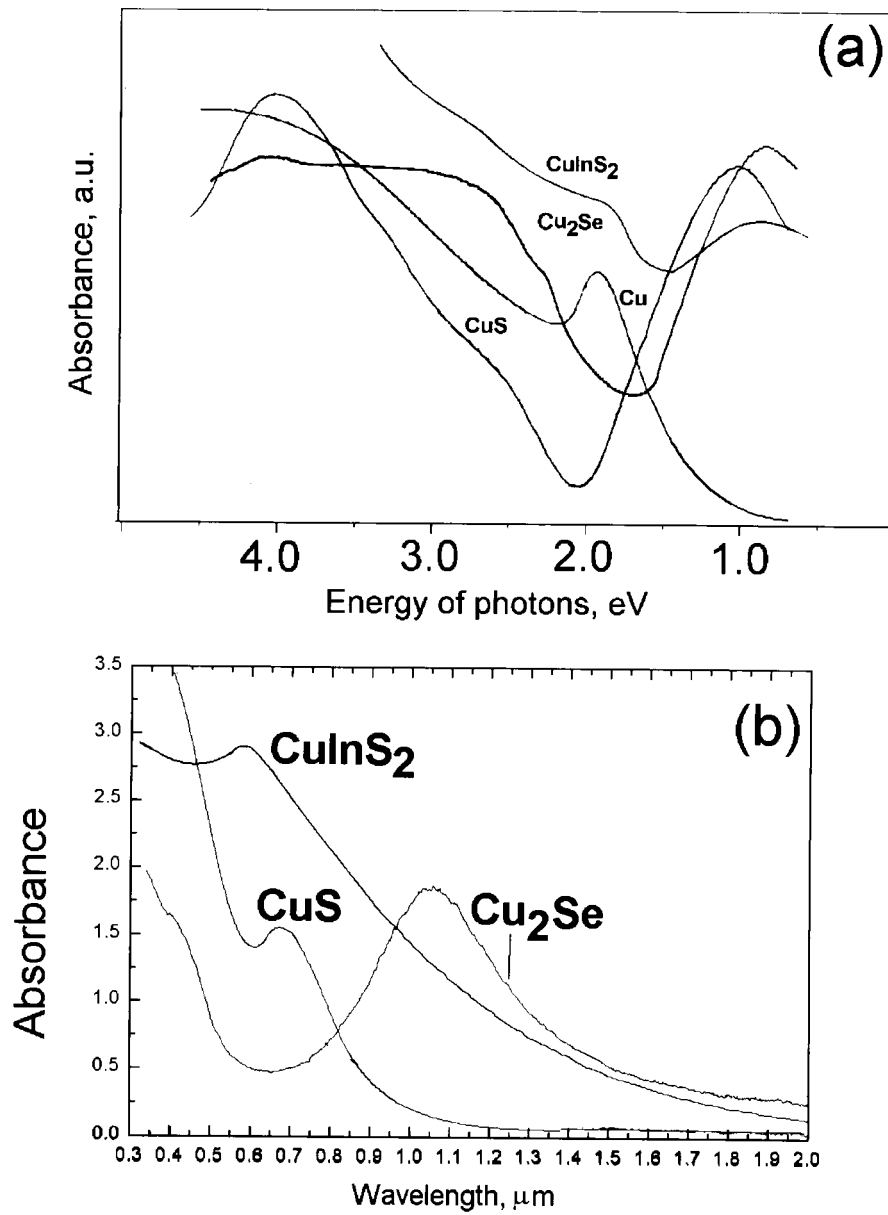 (a)
Absorbance, a.u.
CuInS2
Cu2Se
Cu
CuS
4.0 3.0 2.0 1.0
Energy of photons, eV
(b)
Absorbance
3.5
3.0
2.5
2.0
1.5
1.0
0.5
0.0
CuInS2
CuS
Cu2Se
0.3 0.4 0.5 0.6 0.7 0.8 0.9 1.0 1.1 1.2 1.3 1.4 1.5 1.6 1.7 1.8 1.9 2.0
Wavelength, μm